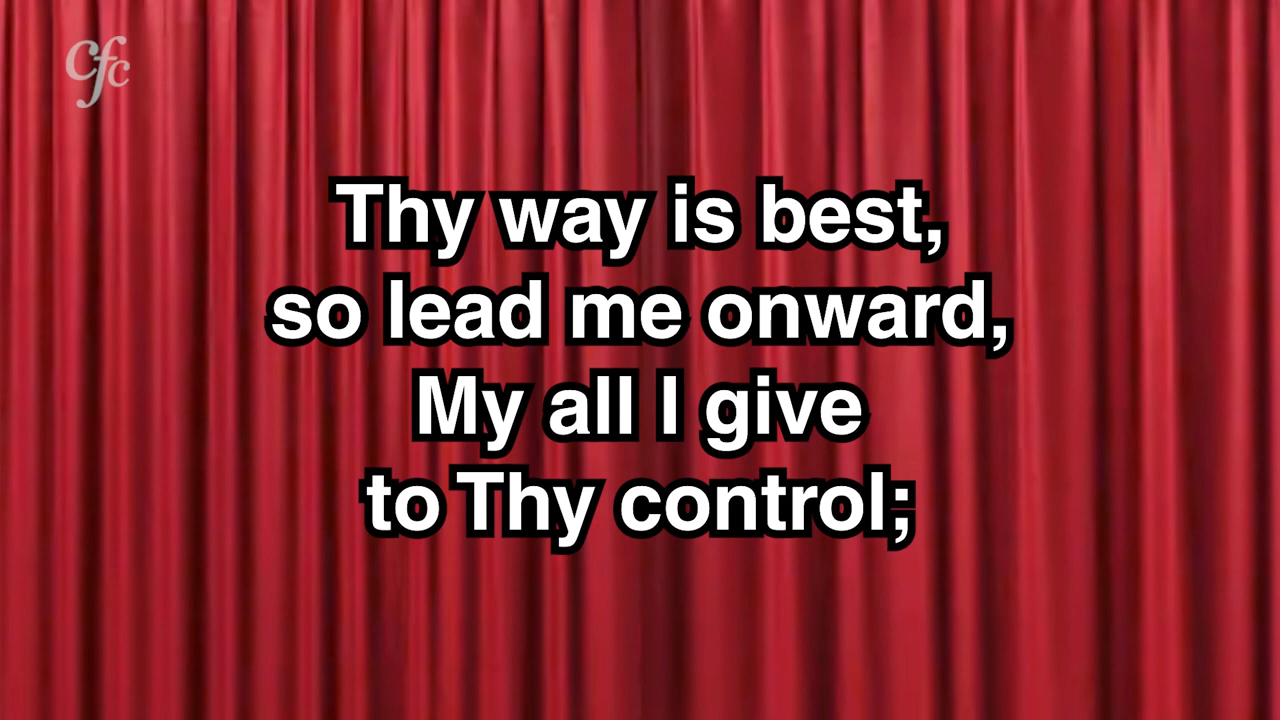 cfc
Thy way is best,
so lead me onward,
My all I give
to Thy control;